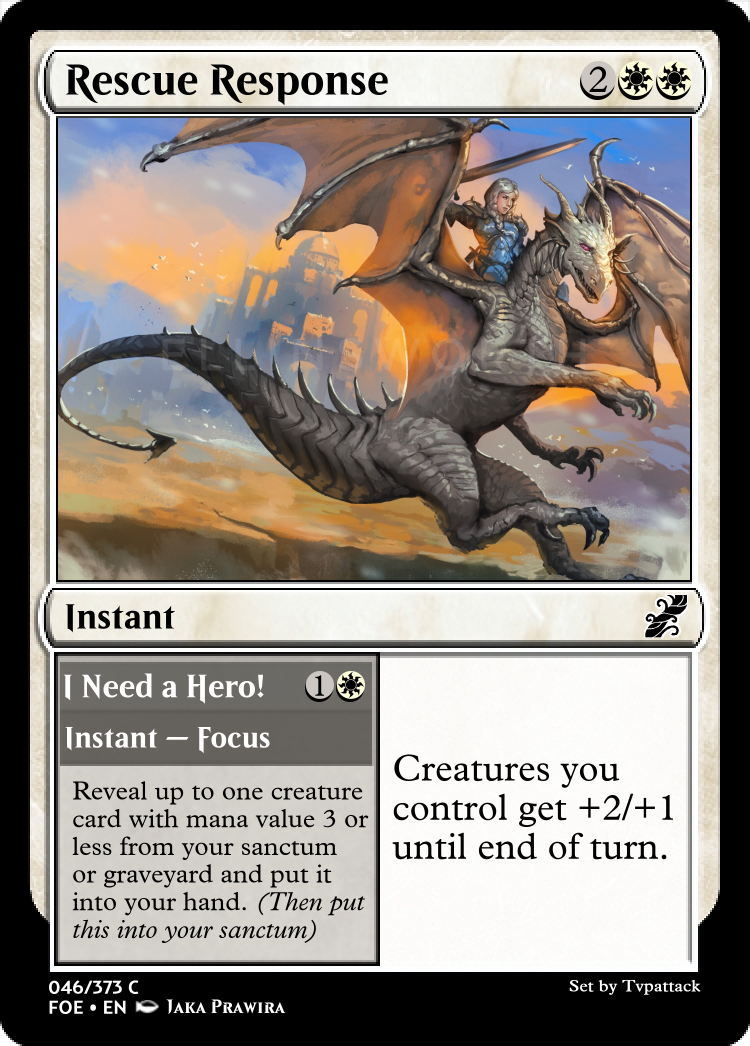 Rescue Response 2
Instant
I Need a Hero! 1
Instant — Focus
Reveal up to one creature
card with mana value 3 or
less from your sanctum
or graveyard and put it
into your hand. (Then put
this into your sanctum)
Creatures you
control get +2/+1
until end of turn.
046/373 C
FOE • EN Jaka Prawira
Set by Tvpattack